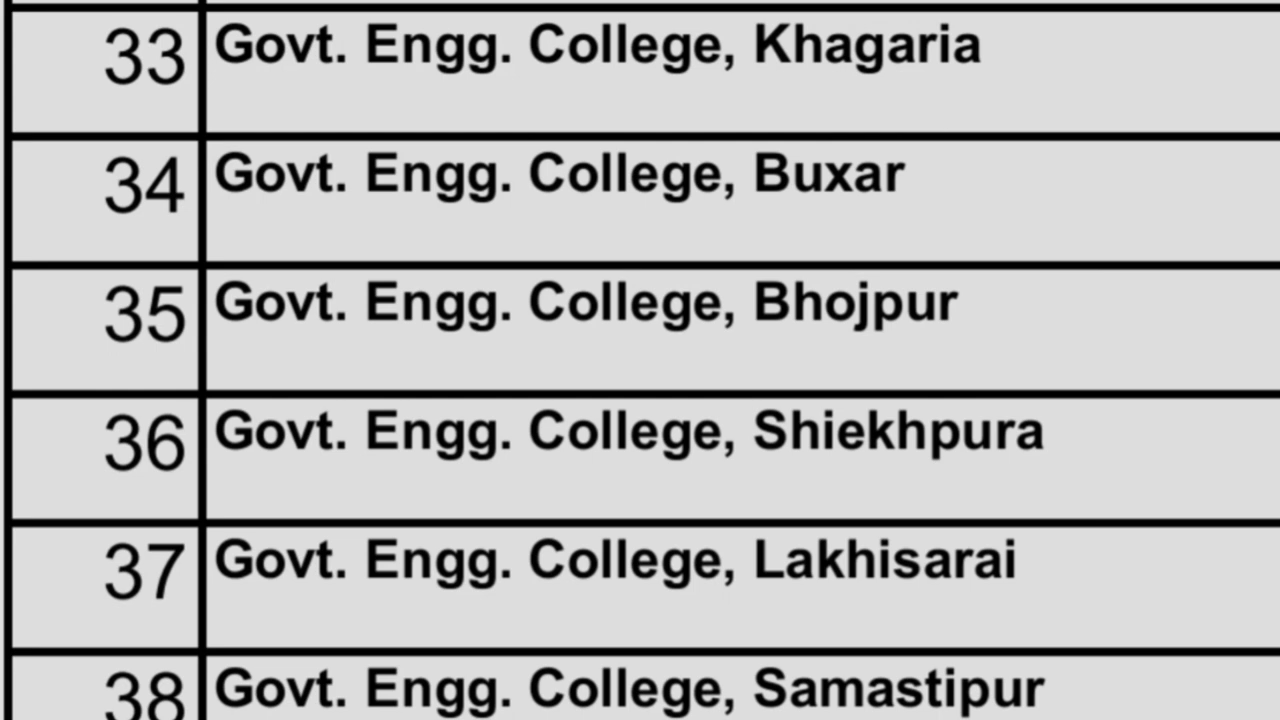 33 Govt. Engg. College, Khagaria
34 Govt. Engg. College, Buxar
35 Govt. Engg. College, Bhojpur
36 Govt. Engg. College, Shiekhpura
37 Govt. Engg. College, Lakhisarai
38 Govt. Engg. College, Samastipur